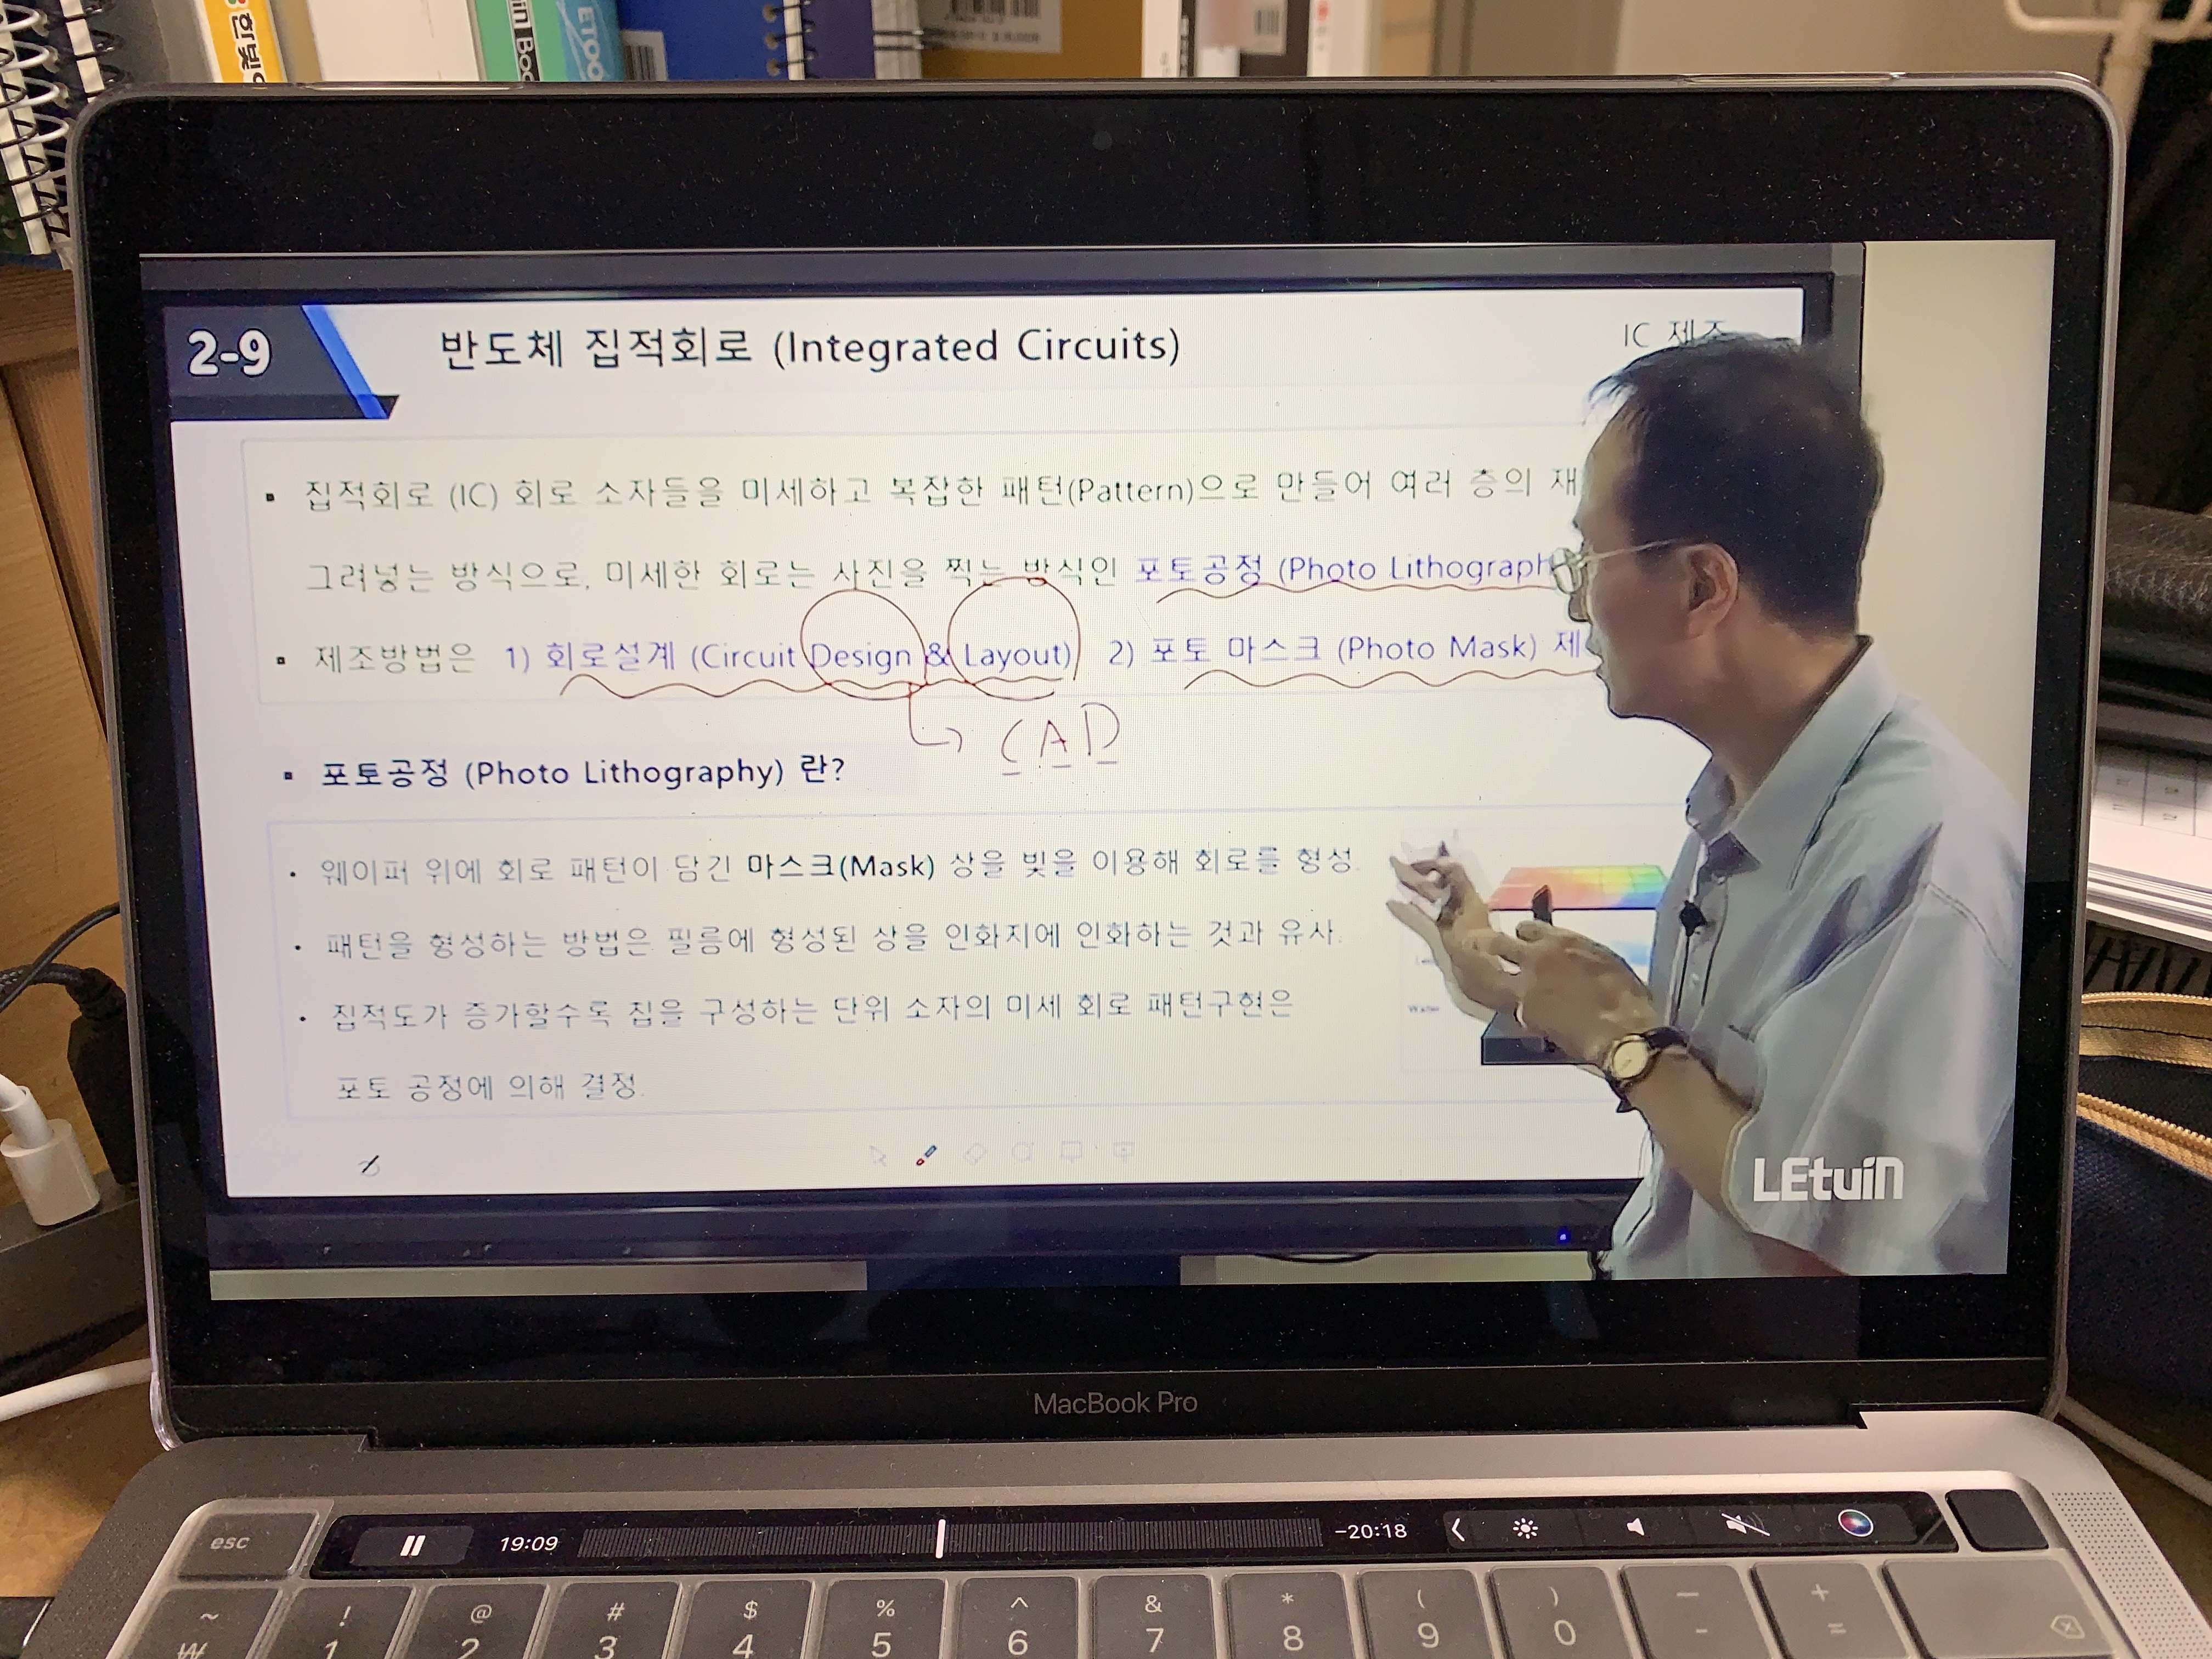 한빛
in Boo
ETOO
2-9
반도체 집적회로 (Integrated Circuits)
IC 제조
▪ 집적회로 (IC) 회로 소자들을 미세하고 복잡한 패턴(Pattern)으로 만들어 여러 층의 재
그려넣는 방식으로, 미세한 회로는 사진을 찍는 방식인 포토공정 (Photo Lithograph
▪ 제조방법은 1) 회로설계 (Circuit Design & Layout) 2) 포토 마스크 (Photo Mask) 제
CAD
▪ 포토공정 (Photo Lithography) 란?
• 웨이퍼 위에 회로 패턴이 담긴 마스크(Mask) 상을 빛을 이용해 회로를 형성.
• 패턴을 형성하는 방법은 필름에 형성된 상을 인화지에 인화하는 것과 유사.
• 집적도가 증가할수록 칩을 구성하는 단위 소자의 미세 회로 패턴구현은
포토 공정에 의해 결정.
Wafer
LEtuiN
MacBook Pro
esc 19:09 -20:18
~ ! @ # $ % ^ & * ( ) — +
₩ 1 2 3 4 5 6 7 8 9 0 - =